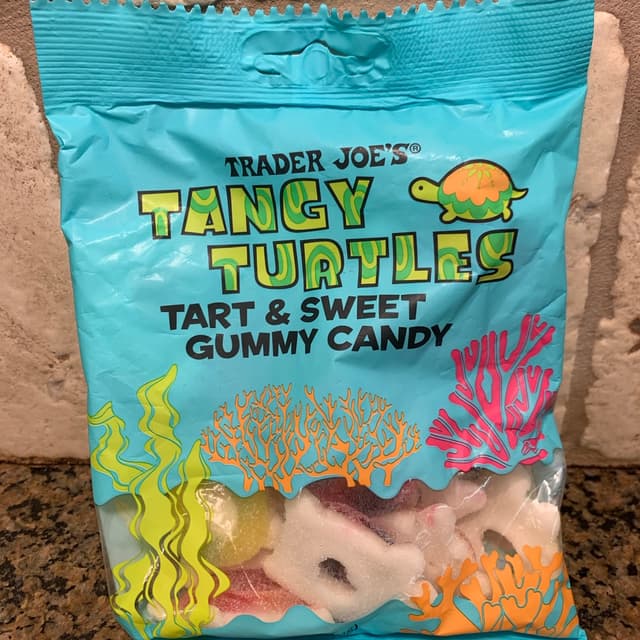 TRADER JOE'S®
TANGY
TURTLES
TART & SWEET
GUMMY CANDY